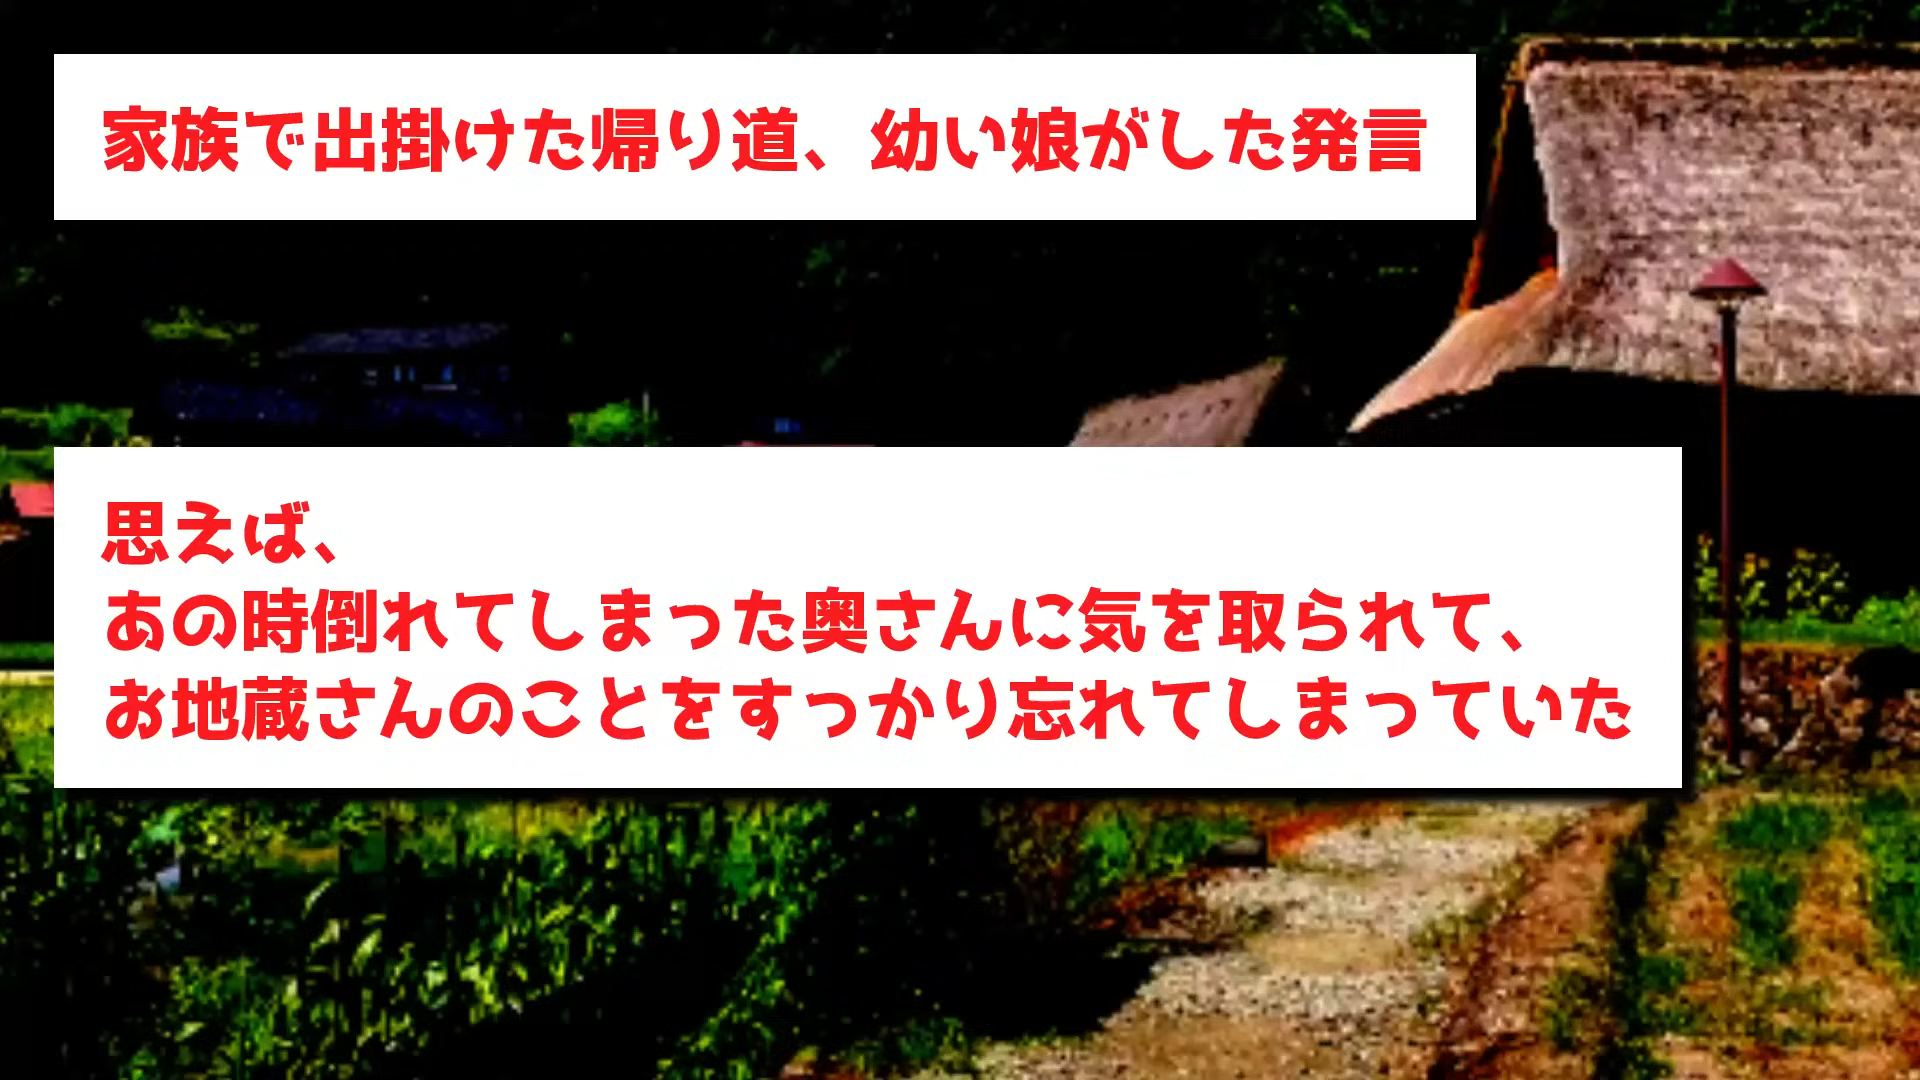 家族で出掛けた帰り道、幼い娘がした発言
思えば、
あの時倒れてしまった奥さんに気を取られて、
お地蔵さんのことをすっかり忘れてしまっていた